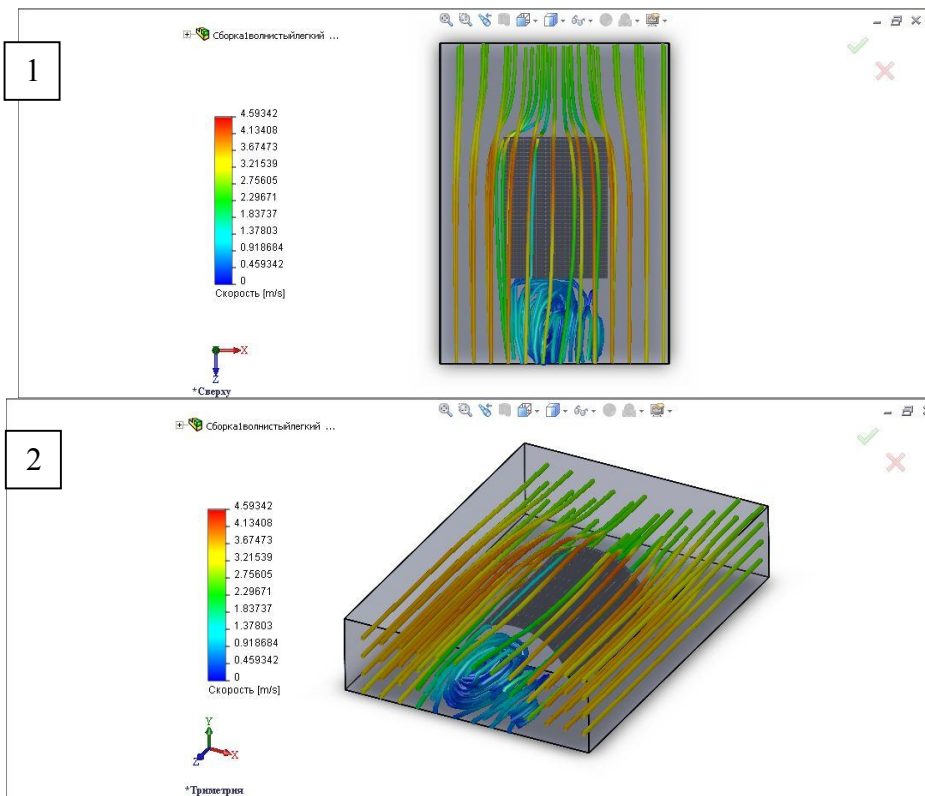 1
Сборка1волнистыйлегкий ...
4.59342
4.13408
3.67473
3.21539
2.75605
2.29671
1.83737
1.37803
0.918684
0.459342
0
Скорость [m/s]
X
Z
*Сверху
2
Сборка1волнистыйлегкий ...
4.59342
4.13408
3.67473
3.21539
2.75605
2.29671
1.83737
1.37803
0.918684
0.459342
0
Скорость [m/s]
Y
X
Z
*Триметрия